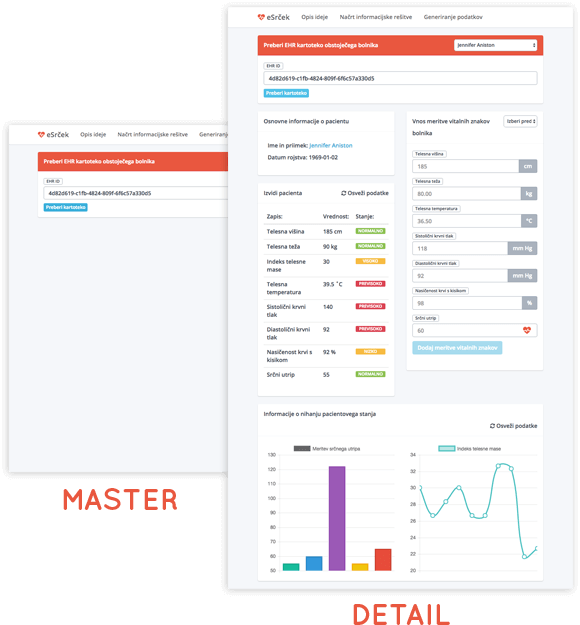 eSrček Opis ideje Načrt informacijske rešitve Generiranje podatkov
Preberi EHR kartoteko obstoječega bolnika Jennifer Aniston
EHR ID
4d82d619-c1fb-4824-809f-6f6c57a330d5
Preberi kartoteko
Osnovne informacije o pacientu
Ime in priimek: Jennifer Aniston
Datum rojstva: 1969-01-02
Izvidi pacienta Osveži podatke
Zapis: Vrednost: Stanje:
Telesna višina 185 cm NORMALNO
Telesna teža 90 kg NORMALNO
Indeks telesne mase 30 VISOKO
Telesna temperatura 39.5 °C PREVISOKO
Sistolični krvni tlak 140 PREVISOKO
Diastolični krvni tlak 92 PREVISOKO
Nasičenost krvi s kisikom 92 % NIZKO
Srčni utrip 55 NORMALNO
Vnos meritve vitalnih znakov bolnika Izberi pred
Telesna višina
185 cm
Telesna teža
80.00 kg
Telesna temperatura
36.50 °C
Sistolični krvni tlak
118 mm Hg
Diastolični krvni tlak
92 mm Hg
Nasičenost krvi s kisikom
98 %
Srčni utrip
60
Dodaj meritve vitalnih znakov
Informacije o nihanju pacientovega stanja
Osveži podatke
Meritev srčnega utripa
130
120
110
100
90
80
70
60
50
Indeks telesne mase
34
32
30
28
26
24
22
20
DETAIL
eSrček Opis ideje Načrt informacijske rešitve Generiranje
Preberi EHR kartoteko obstoječega bolnika
EHR ID
4d82d619-c1fb-4824-809f-6f6c57a330d5
Preberi kartoteko
MASTER